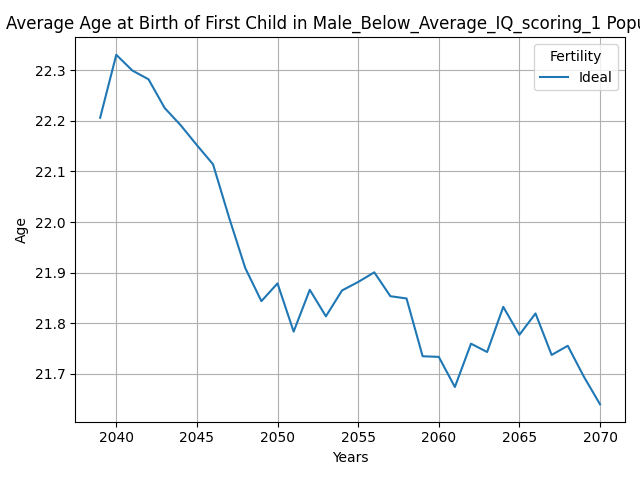 Average Age at Birth of First Child in Male_Below_Average_IQ_scoring_1 Popu
Fertility
Ideal
22.3
22.2
22.1
22.0
21.9
21.8
21.7
Age
2040 2045 2050 2055 2060 2065 2070
Years